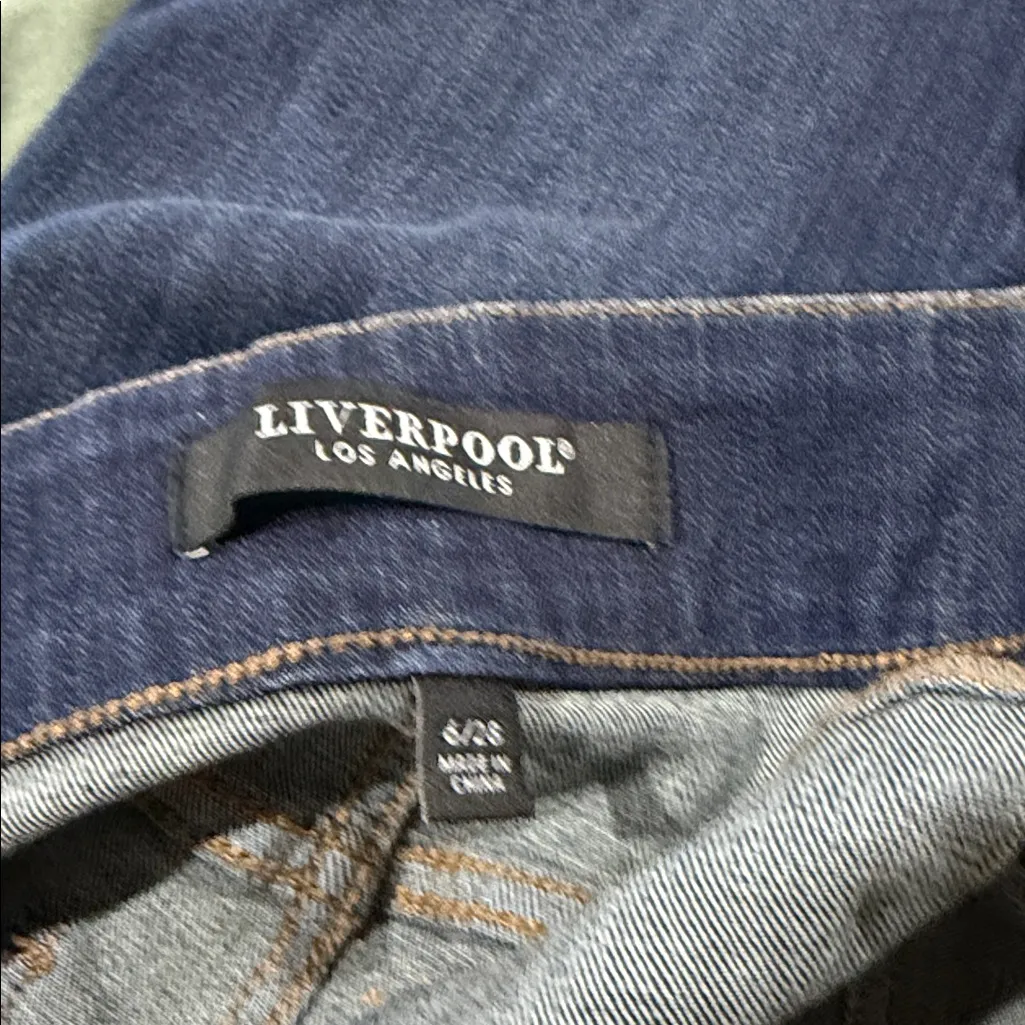 LIVERPOOL®
LOS ANGELES
6/28
MADE IN
CHINA